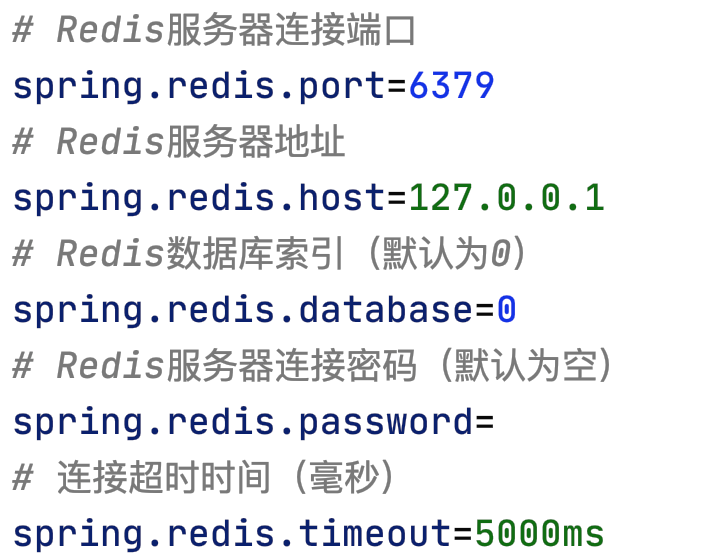 # Redis服务器连接端口
spring.redis.port=6379
# Redis服务器地址
spring.redis.host=127.0.0.1
# Redis数据库索引（默认为0）
spring.redis.database=0
# Redis服务器连接密码（默认为空）
spring.redis.password=
# 连接超时时间（毫秒）
spring.redis.timeout=5000ms